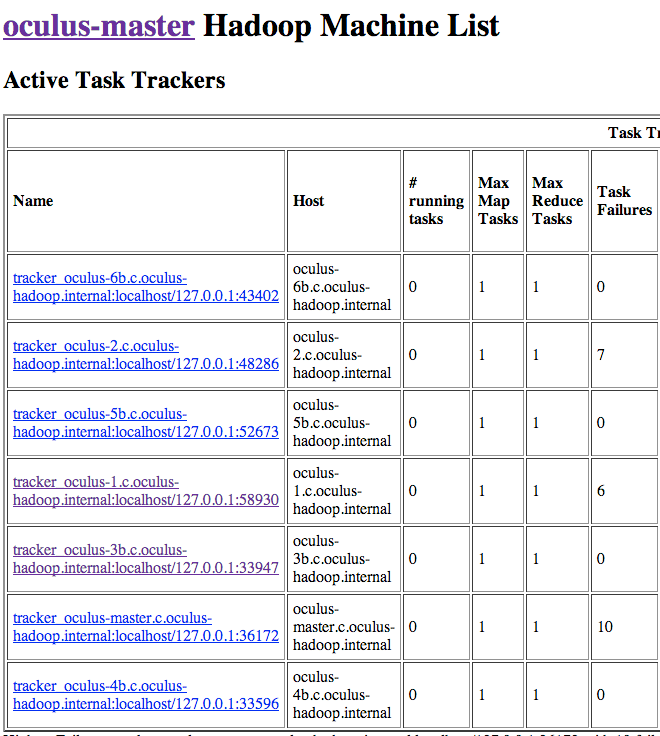 oculus-master Hadoop Machine List
Active Task Trackers
Task
Name
Host
#
running
tasks
Max
Map
Tasks
Max
Reduce
Tasks
Task
Failures
tracker_oculus-6b.c.oculus-
hadoop.internal:localhost/127.0.0.1:43402
oculus-
6b.c.oculus-
hadoop.internal
0
1
1
0
tracker_oculus-2.c.oculus-
hadoop.internal:localhost/127.0.0.1:48286
oculus-
2.c.oculus-
hadoop.internal
0
1
1
7
tracker_oculus-5b.c.oculus-
hadoop.internal:localhost/127.0.0.1:52673
oculus-
5b.c.oculus-
hadoop.internal
0
1
1
0
tracker_oculus-1.c.oculus-
hadoop.internal:localhost/127.0.0.1:58930
oculus-
1.c.oculus-
hadoop.internal
0
1
1
6
tracker_oculus-3b.c.oculus-
hadoop.internal:localhost/127.0.0.1:33947
oculus-
3b.c.oculus-
hadoop.internal
0
1
1
0
tracker_oculus-master.c.oculus-
hadoop.internal:localhost/127.0.0.1:36172
oculus-
master.c.oculus-
hadoop.internal
0
1
1
10
tracker_oculus-4b.c.oculus-
hadoop.internal:localhost/127.0.0.1:33596
oculus-
4b.c.oculus-
hadoop.internal
0
1
1
0